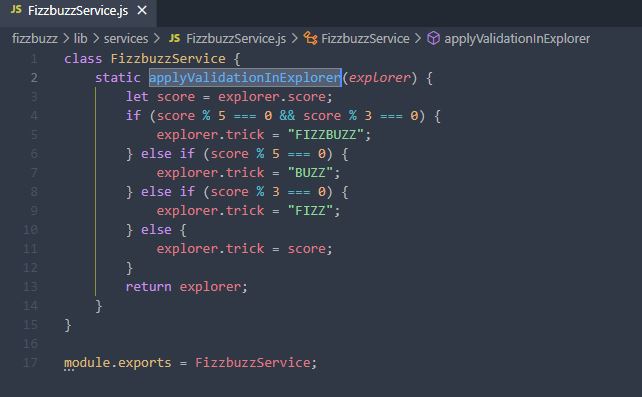 JS FizzbuzzService.js ×
fizzbuzz > lib > services > JS FizzbuzzService.js > FizzbuzzService > applyValidationInExplorer
1 class FizzbuzzService {
2     static applyValidationInExplorer(explorer) {
3         let score = explorer.score;
4         if (score % 5 === 0 && score % 3 === 0) {
5             explorer.trick = "FIZZBUZZ";
6         } else if (score % 5 === 0) {
7             explorer.trick = "BUZZ";
8         } else if (score % 3 === 0) {
9             explorer.trick = "FIZZ";
10         } else {
11             explorer.trick = score;
12         }
13         return explorer;
14     }
15 }
16
17 module.exports = FizzbuzzService;